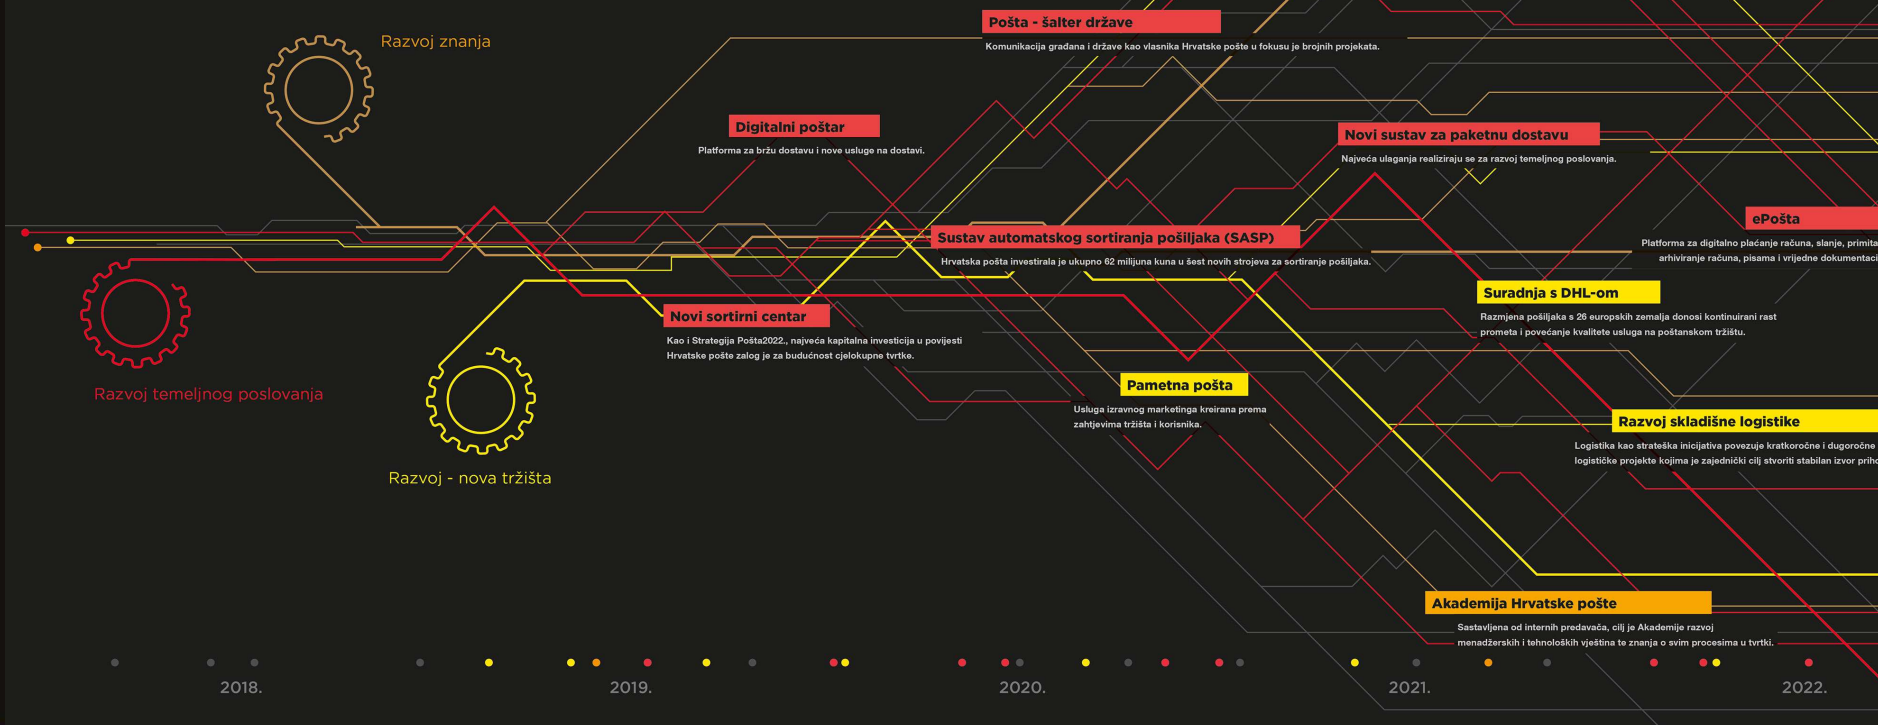 Razvoj znanja
Razvoj temeljnog poslovanja
Razvoj - nova tržišta
Pošta - šalter države
Komunikacija građana i države kao vlasnika Hrvatske pošte u fokusu je brojnih projekata.
Digitalni poštar
Platforma za bržu dostavu i nove usluge na dostavi.
Novi sustav za paketnu dostavu
Najveća ulaganja realiziraju se za razvoj temeljnog poslovanja.
ePošta
Platforma za digitalno plaćanje računa, slanje,
arhiviranje računa, pisama i vrijedne
Sustav automatskog sortiranja pošiljaka (SASP)
Hrvatska pošta investirala je ukupno 62 milijuna kuna u šest novih strojeva za sortiranje pošiljaka.
Suradnja s DHL-om
Razmjena pošiljaka s 26 europskih zemalja donosi kontinuirani rast
prometa i povećanje kvalitete usluga na poštanskom tržištu.
Novi sortirni centar
Kao i Strategija Pošta2022., najveća kapitalna investicija u povijesti
Hrvatske pošte zalog je za budućnost cjelokupne tvrtke.
Pametna pošta
Usluga izravnog marketinga kreirana prema
zahtjevima tržišta i korisnika.
Razvoj skladišne logistike
Logistika kao strateška inicijativa povezuje kratkoročne i dugoročne
logističke projekte kojima je zajednički cilj stvoriti stabilan izvor
Akademija Hrvatske pošte
Sastavljena od internih predavača, cilj je Akademije razvoj
menadžerskih i tehnoloških vještina te znanja o svim procesima u tvrtki.
2018.
2019.
2020.
2021.
2022.